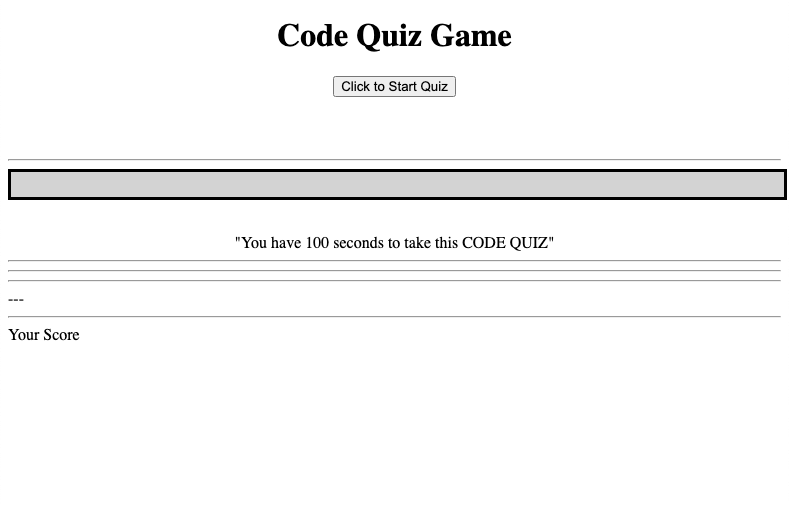 Code Quiz Game
Click to Start Quiz
"You have 100 seconds to take this CODE QUIZ"
---
Your Score